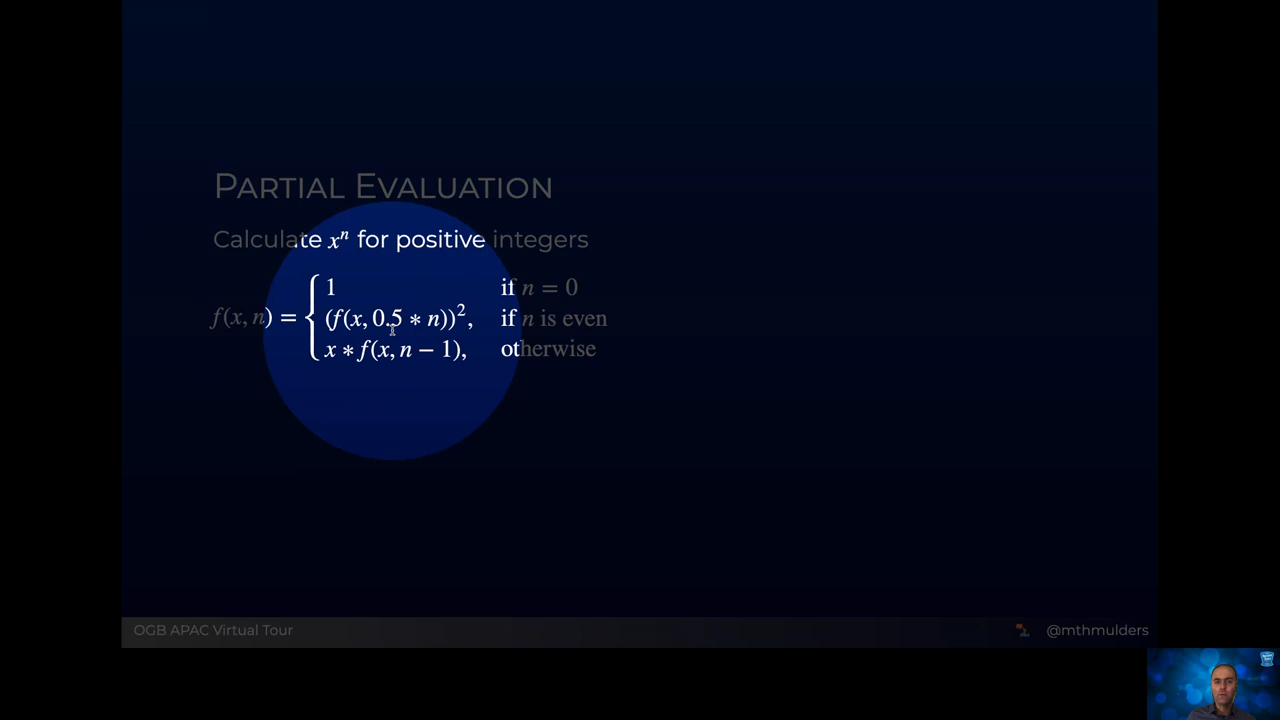 PARTIAL EVALUATION
Calculate xⁿ for positive integers
f(x, n) = { 1 if n = 0
(f(x, 0.5 * n))², if n is even
x * f(x, n − 1), otherwise
OGB APAC Virtual Tour
@mthmulders